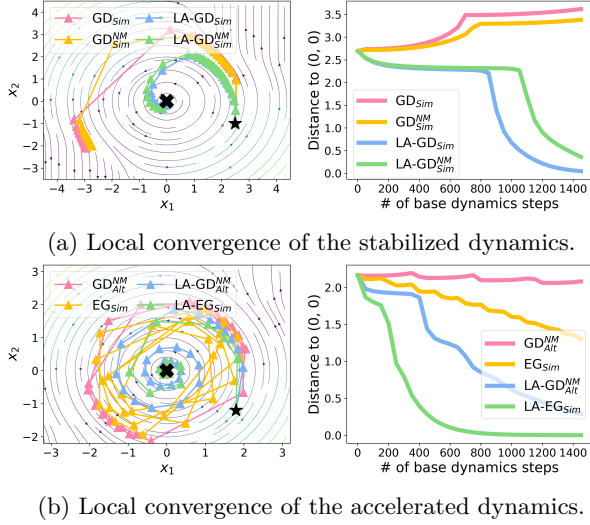 GD_Sim LA-GD_Sim
GD^NM_Sim LA-GD^NM_Sim
4
3
2
1
0
−1
−2
−3
x_2
−4 −3 −2 −1 0 1 2 3 4
x_1
3.5
3.0
2.5
2.0
1.5
1.0
0.5
0.0
Distance to (0, 0)
GD_Sim
GD^NM_Sim
LA-GD_Sim
LA-GD^NM_Sim
0 200 400 600 800 1000 1200 1400
# of base dynamics steps
(a) Local convergence of the stabilized dynamics.
GD^NM_Alt LA-GD^NM_Alt
EG_Sim LA-EG_Sim
3
2
1
0
−1
−2
x_2
−3 −2 −1 0 1 2 3
x_1
2.0
1.5
1.0
0.5
0.0
Distance to (0, 0)
GD^NM_Alt
EG_Sim
LA-GD^NM_Alt
LA-EG_Sim
0 200 400 600 800 1000 1200 1400
# of base dynamics steps
(b) Local convergence of the accelerated dynamics.